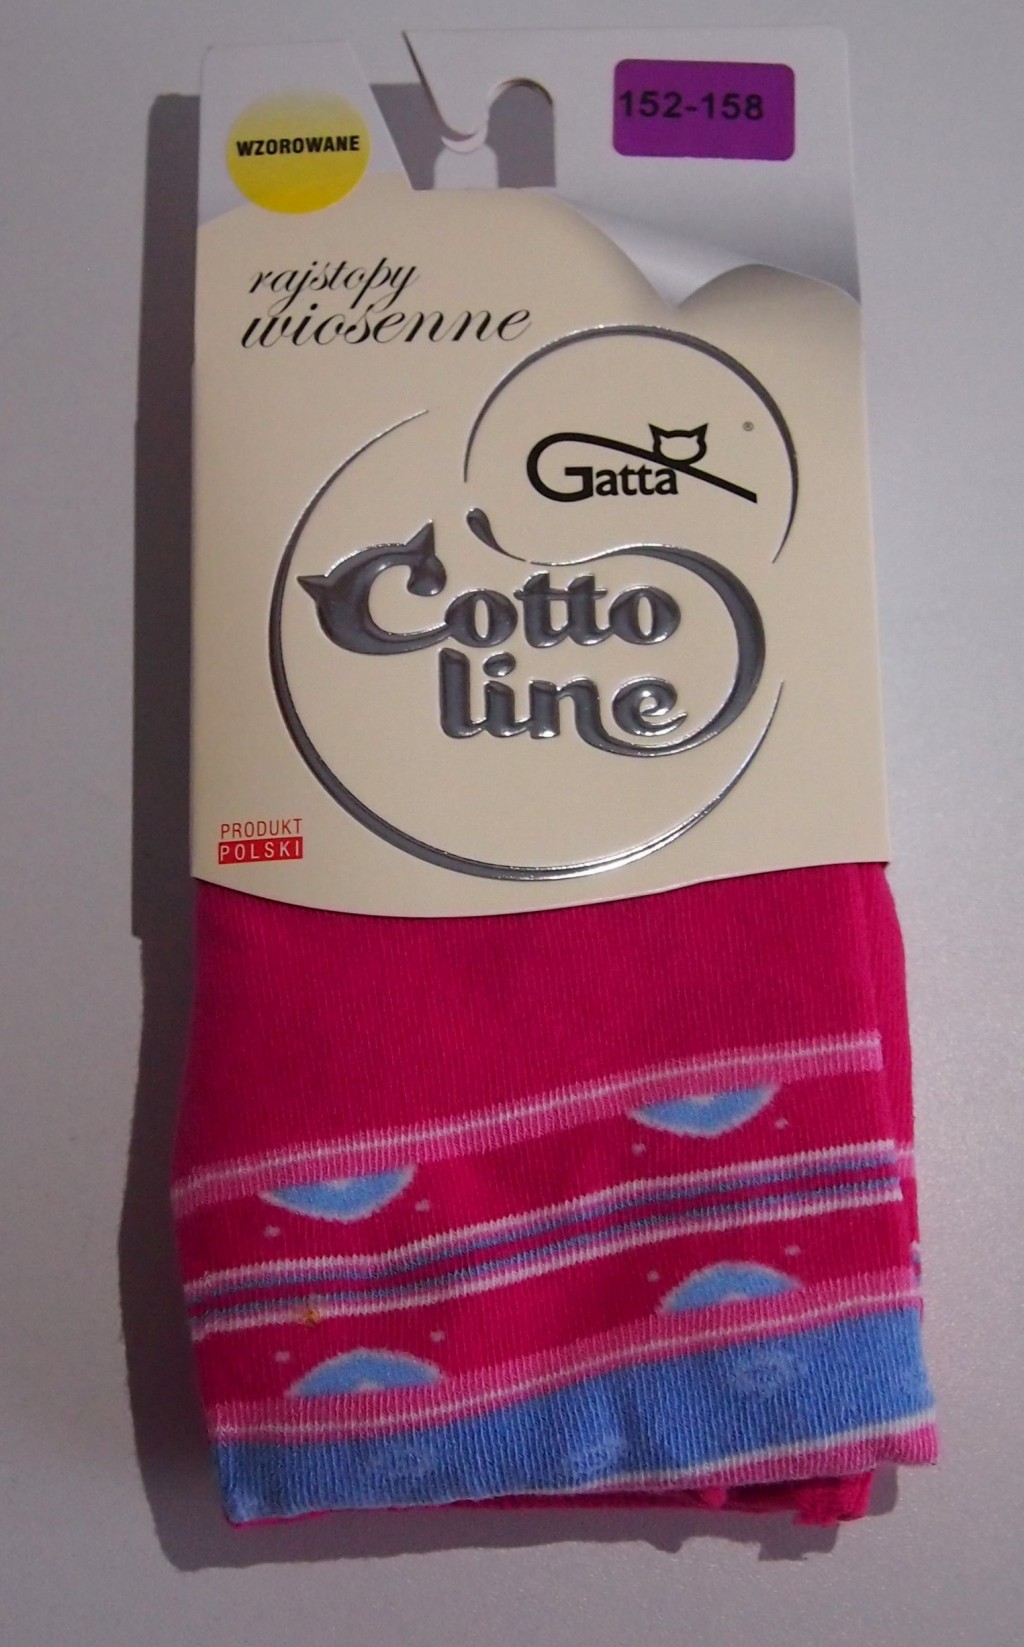 WZOROWANE
152-158
rajstopy
wiosenne
Gatta®
Cotto
line
PRODUKT
POLSKI